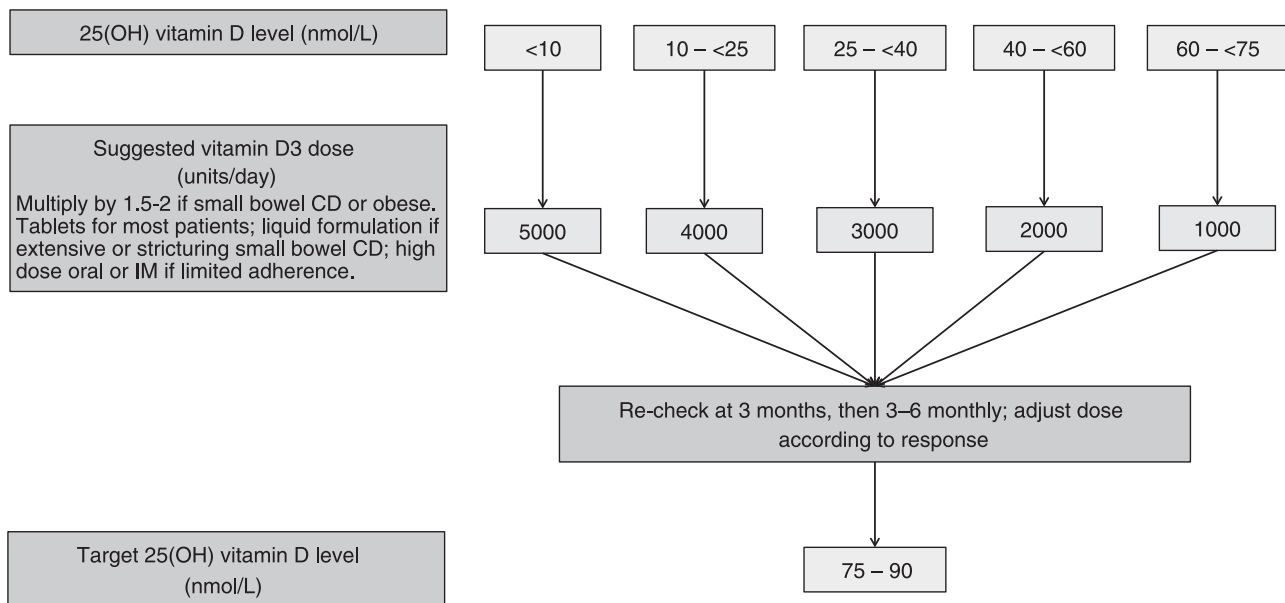 25(OH) vitamin D level (nmol/L)
<10
10 – <25
25 – <40
40 – <60
60 – <75
Suggested vitamin D3 dose
(units/day)
Multiply by 1.5-2 if small bowel CD or obese.
Tablets for most patients; liquid formulation if
extensive or stricturing small bowel CD; high
dose oral or IM if limited adherence.
5000
4000
3000
2000
1000
Re-check at 3 months, then 3–6 monthly; adjust dose
according to response
Target 25(OH) vitamin D level
(nmol/L)
75 – 90